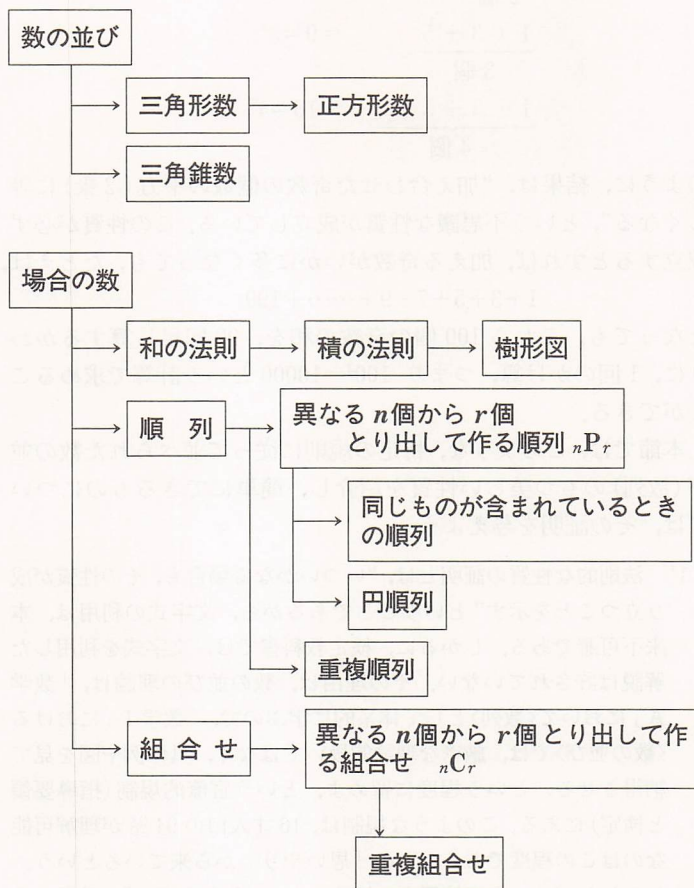 数の並び
三角形数
正方形数
三角錐数
場合の数
和の法則
積の法則
樹形図
順 列
異なる n個から r個
とり出して作る順列 nPr
同じものが含まれているとき
の順列
円順列
重複順列
組 合 せ
異なる n個から r個とり出して作
る組合せ nCr
重複組合せ